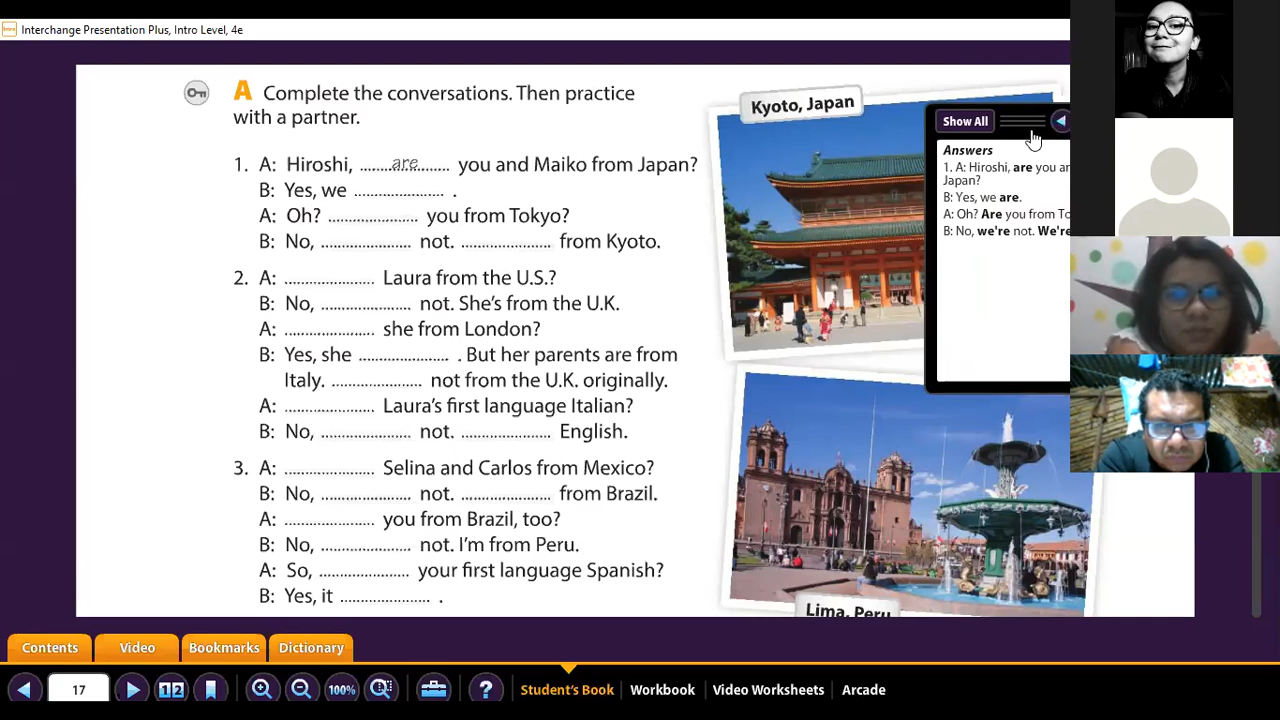 Interchange Presentation Plus, Intro Level, 4e
A Complete the conversations. Then practice
with a partner.
1. A: Hiroshi, ........are........ you and Maiko from Japan?
B: Yes, we ....................... .
A: Oh? ....................... you from Tokyo?
B: No, ....................... not. ....................... from Kyoto.
2. A: ....................... Laura from the U.S.?
B: No, ....................... not. She's from the U.K.
A: ....................... she from London?
B: Yes, she ....................... . But her parents are from
Italy. ....................... not from the U.K. originally.
A: ....................... Laura's first language Italian?
B: No, ....................... not. ....................... English.
3. A: ....................... Selina and Carlos from Mexico?
B: No, ....................... not. ....................... from Brazil.
A: ....................... you from Brazil, too?
B: No, ....................... not. I'm from Peru.
A: So, ....................... your first language Spanish?
B: Yes, it ....................... .
Kyoto, Japan
Lima, Peru
Show All
Answers
1. A: Hiroshi, are you
Japan?
B: Yes, we are.
A: Oh? Are you from
B: No, we're not. We're
Contents
Video
Bookmarks
Dictionary
17
12
100%
?
Student's Book
Workbook
Video Worksheets
Arcade